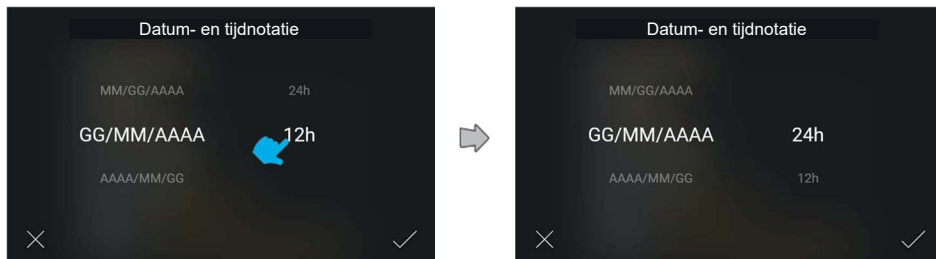 Datum- en tijdnotatie
MM/GG/AAAA 24h
GG/MM/AAAA 12h
AAAA/MM/GG
Datum- en tijdnotatie
MM/GG/AAAA
GG/MM/AAAA 24h
AAAA/MM/GG 12h